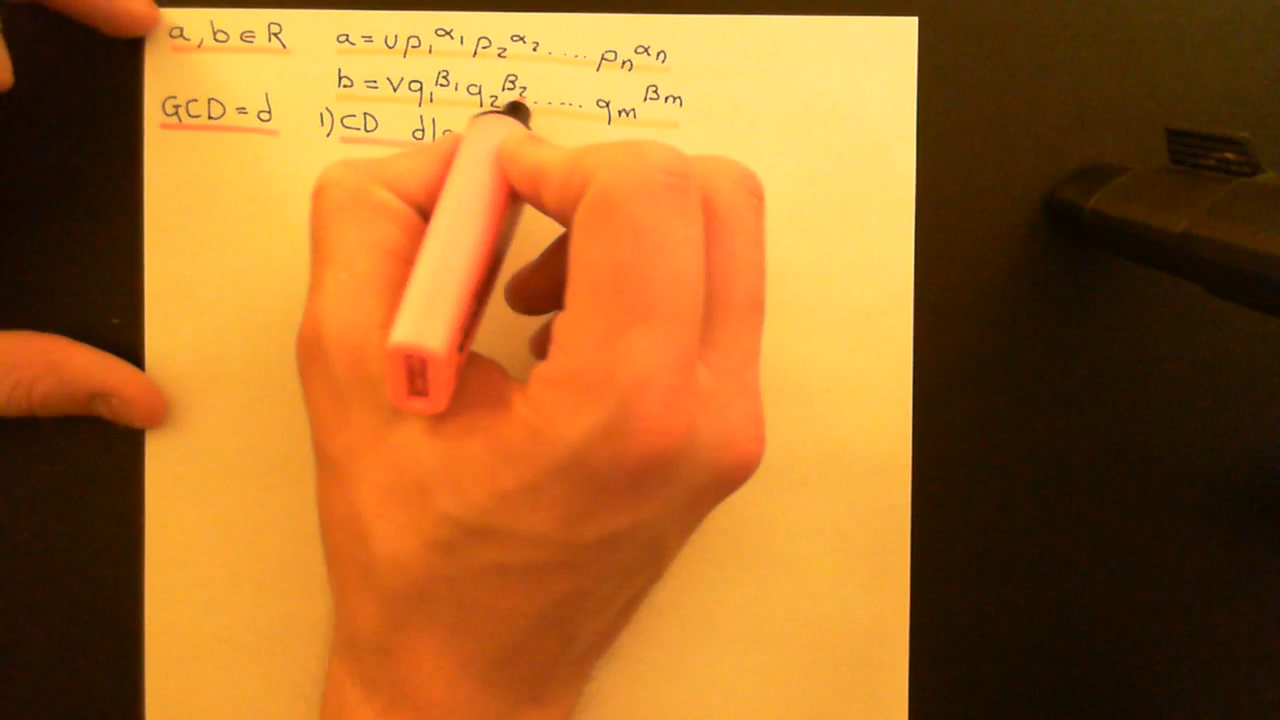 a, b ∈ R a = up₁^α₁ p₂^α₂ ..... pₙ^αₙ
b = vq₁^β₁ q₂^β₂ ..... qₘ^βₘ
GCD = d 1) CD d|